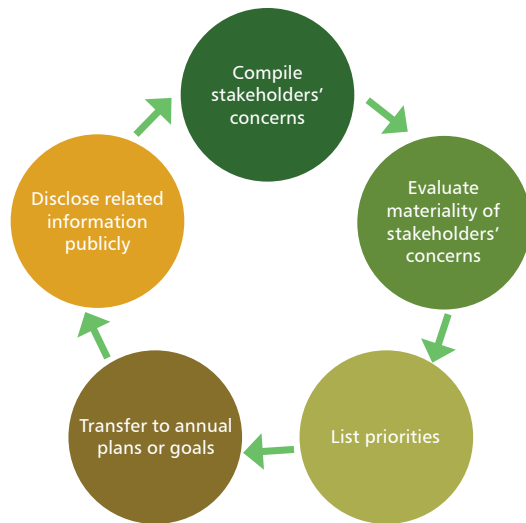 Compile
stakeholders’
concerns
Evaluate
materiality of
stakeholders’
concerns
List priorities
Transfer to annual
plans or goals
Disclose related
information
publicly